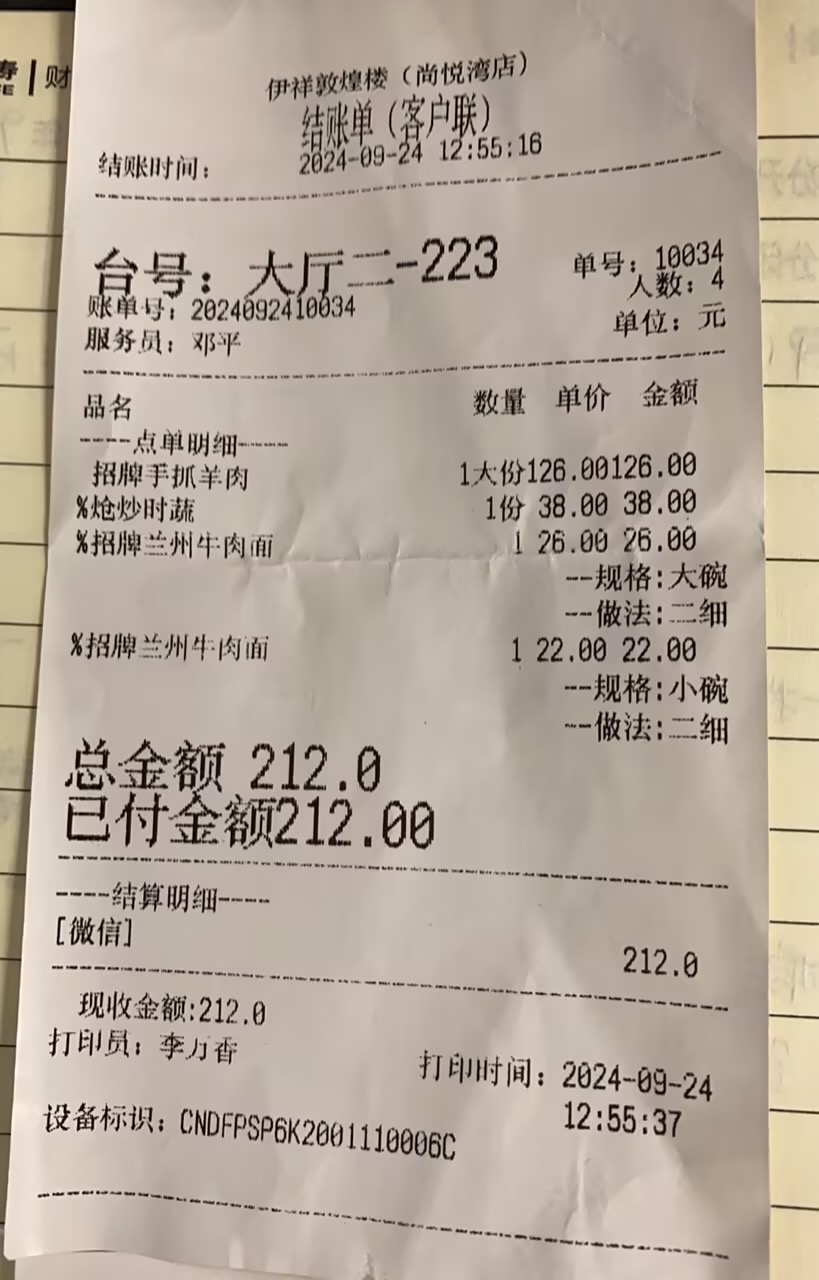 财
伊祥敦煌楼（尚悦湾店）
结账单（客户联）
结账时间： 2024-09-24 12:55:16
台号：大厅二-223 单号：10034
人数：4
账单号：2024092410034
服务员：邓平 单位：元
品名 数量 单价 金额
----点单明细----
招牌手抓羊肉 1大份126.00126.00
%炝炒时蔬 1份 38.00 38.00
%招牌兰州牛肉面 1 26.00 26.00
--规格:大碗
--做法:二细
%招牌兰州牛肉面 1 22.00 22.00
--规格:小碗
--做法:二细
总金额 212.0
已付金额212.00
----结算明细----
[微信] 212.0
现收金额:212.0
打印员：李万香
打印时间：2024-09-24
12:55:37
设备标识：CNDFPSP6K2001110006C